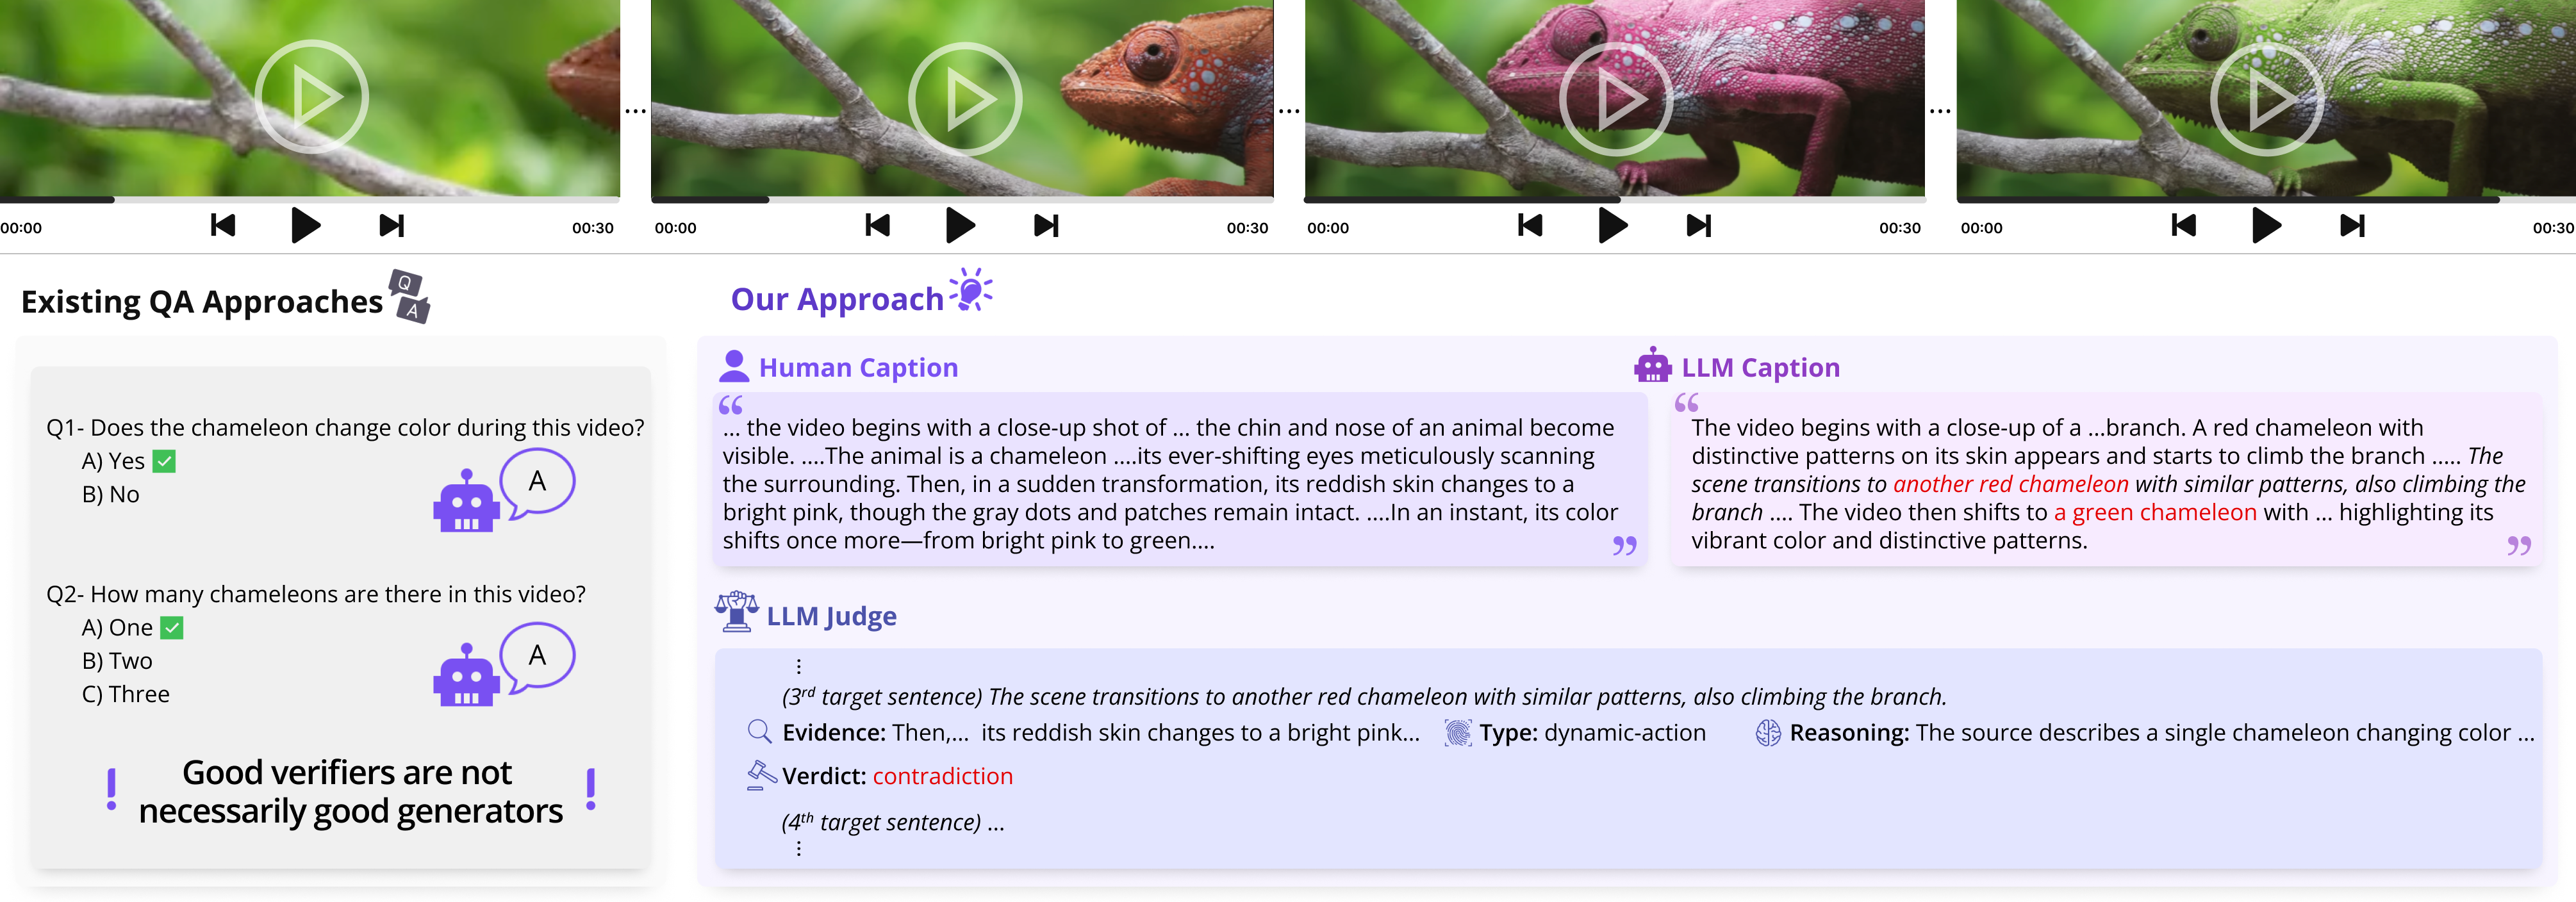 ... ... ...
00:00 00:30 00:00 00:30 00:00 00:30 00:00 00:30
Existing QA Approaches
Q
A
Q1- Does the chameleon change color during this video?
A) Yes ✅
B) No
A
Q2- How many chameleons are there in this video?
A) One ✅
B) Two
C) Three
A
! Good verifiers are not !
necessarily good generators
Our Approach
Human Caption
“
... the video begins with a close-up shot of ... the chin and nose of an animal become
visible. ....The animal is a chameleon ....its ever-shifting eyes meticulously scanning
the surrounding. Then, in a sudden transformation, its reddish skin changes to a
bright pink, though the gray dots and patches remain intact. ....In an instant, its color
shifts once more—from bright pink to green....
”
LLM Caption
“
The video begins with a close-up of a ...branch. A red chameleon with
distinctive patterns on its skin appears and starts to climb the branch ..... The
scene transitions to another red chameleon with similar patterns, also climbing the
branch .... The video then shifts to a green chameleon with ... highlighting its
vibrant color and distinctive patterns.
”
LLM Judge
⋮
(3rd target sentence) The scene transitions to another red chameleon with similar patterns, also climbing the branch.
Evidence: Then,... its reddish skin changes to a bright pink... Type: dynamic-action Reasoning: The source describes a single chameleon changing color ...
Verdict: contradiction
(4th target sentence) ...
⋮